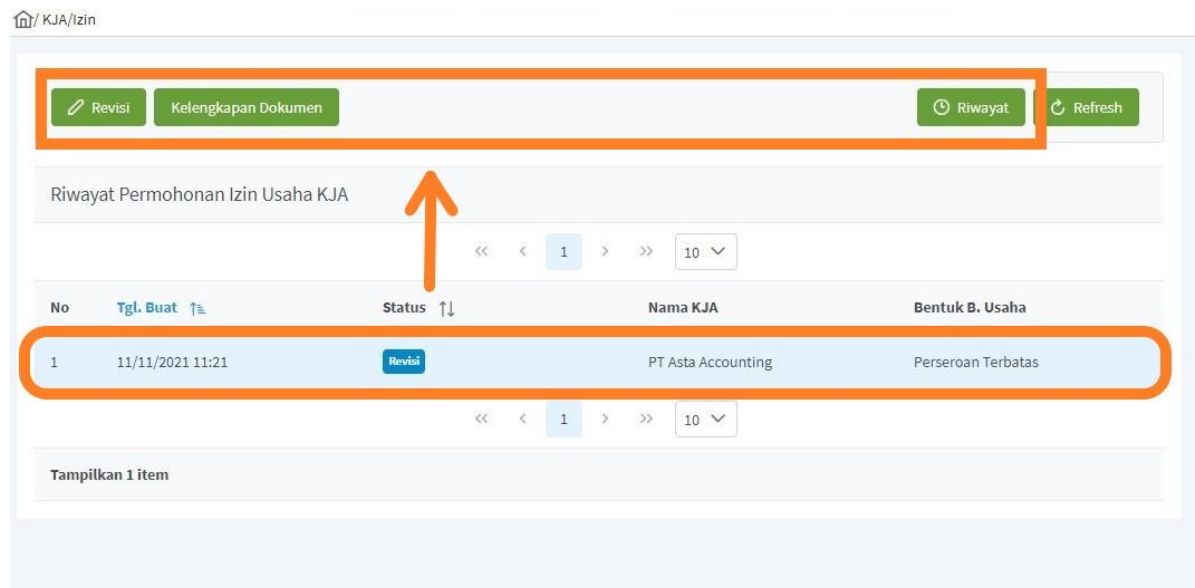 / KJA/Izin
Revisi Kelengkapan Dokumen Riwayat Refresh
Riwayat Permohonan Izin Usaha KJA
<< < 1 > >> 10
No Tgl. Buat Status Nama KJA Bentuk B. Usaha
1 11/11/2021 11:21 Revisi PT Asta Accounting Perseroan Terbatas
<< < 1 > >> 10
Tampilkan 1 item